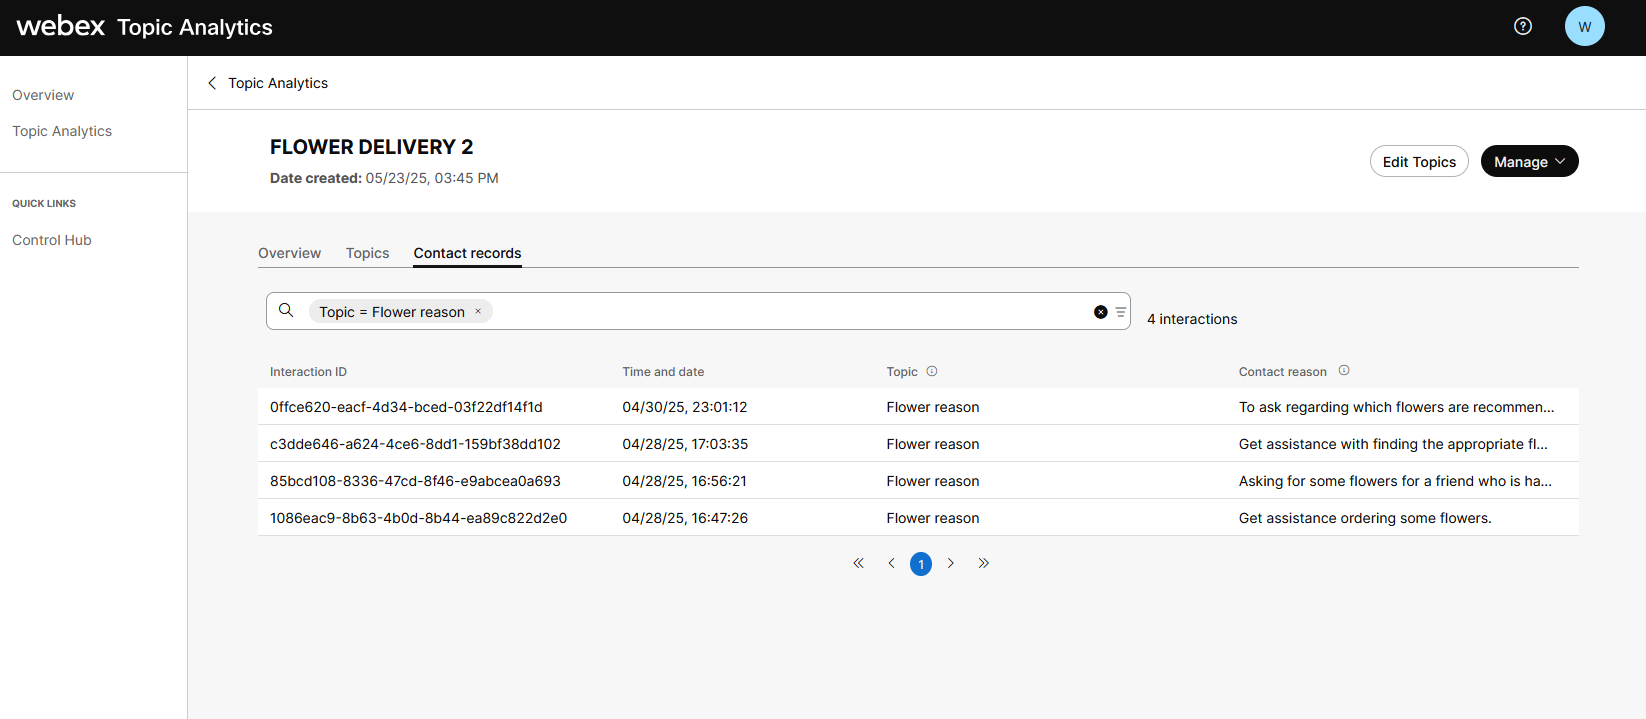 webex Topic Analytics
W
Overview
Topic Analytics
QUICK LINKS
Control Hub
Topic Analytics
FLOWER DELIVERY 2
Date created: 05/23/25, 03:45 PM
Edit Topics
Manage
Overview Topics Contact records
Topic = Flower reason ×
4 interactions
Interaction ID Time and date Topic Contact reason
0ffce620-eacf-4d34-bced-03f22df14f1d 04/30/25, 23:01:12 Flower reason To ask regarding which flowers are recommen...
c3dde646-a624-4ce6-8dd1-159bf38dd102 04/28/25, 17:03:35 Flower reason Get assistance with finding the appropriate fl...
85bcd108-8336-47cd-8f46-e9abcea0a693 04/28/25, 16:56:21 Flower reason Asking for some flowers for a friend who is ha...
1086eac9-8b63-4b0d-8b44-ea89c822d2e0 04/28/25, 16:47:26 Flower reason Get assistance ordering some flowers.
1